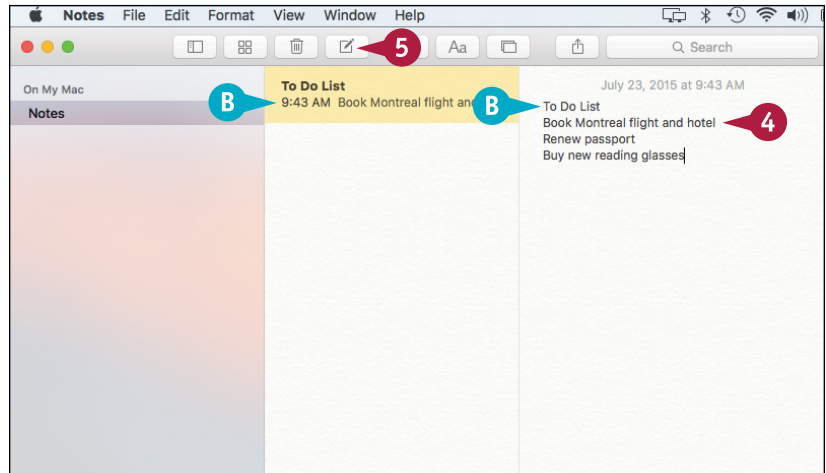 Notes File Edit Format View Window Help
5 Aa Search
On My Mac
Notes
B
To Do List
9:43 AM Book Montreal flight and
July 23, 2015 at 9:43 AM
B
To Do List
Book Montreal flight and hotel
4
Renew passport
Buy new reading glasses